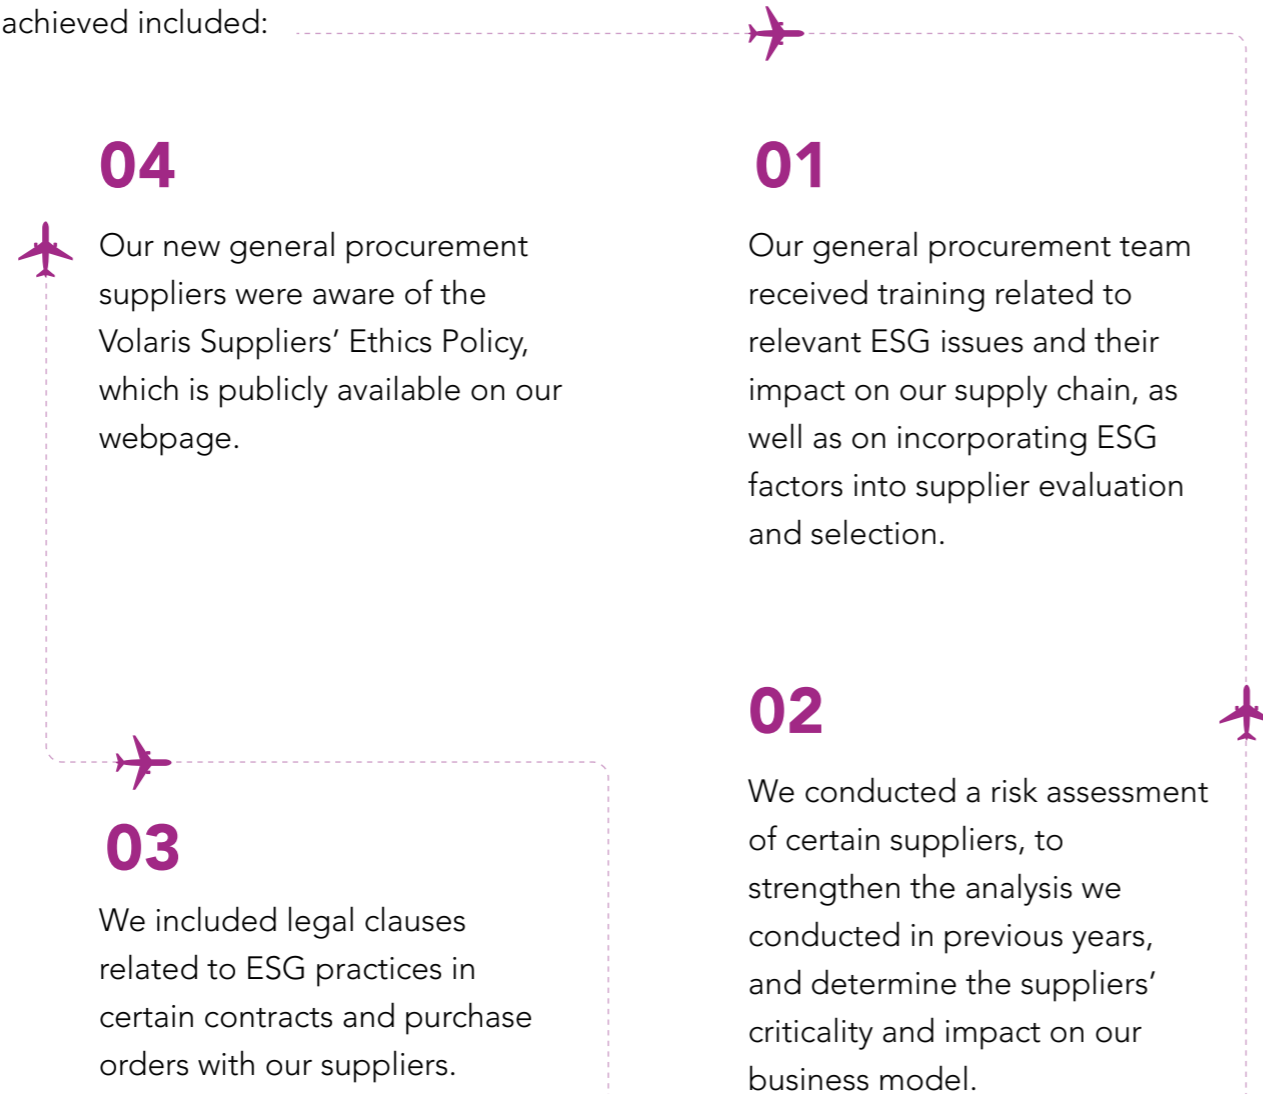 achieved included:
01
Our general procurement team
received training related to
relevant ESG issues and their
impact on our supply chain, as
well as on incorporating ESG
factors into supplier evaluation
and selection.
02
We conducted a risk assessment
of certain suppliers, to
strengthen the analysis we
conducted in previous years,
and determine the suppliers’
criticality and impact on our
business model.
03
We included legal clauses
related to ESG practices in
certain contracts and purchase
orders with our suppliers.
04
Our new general procurement
suppliers were aware of the
Volaris Suppliers’ Ethics Policy,
which is publicly available on our
webpage.